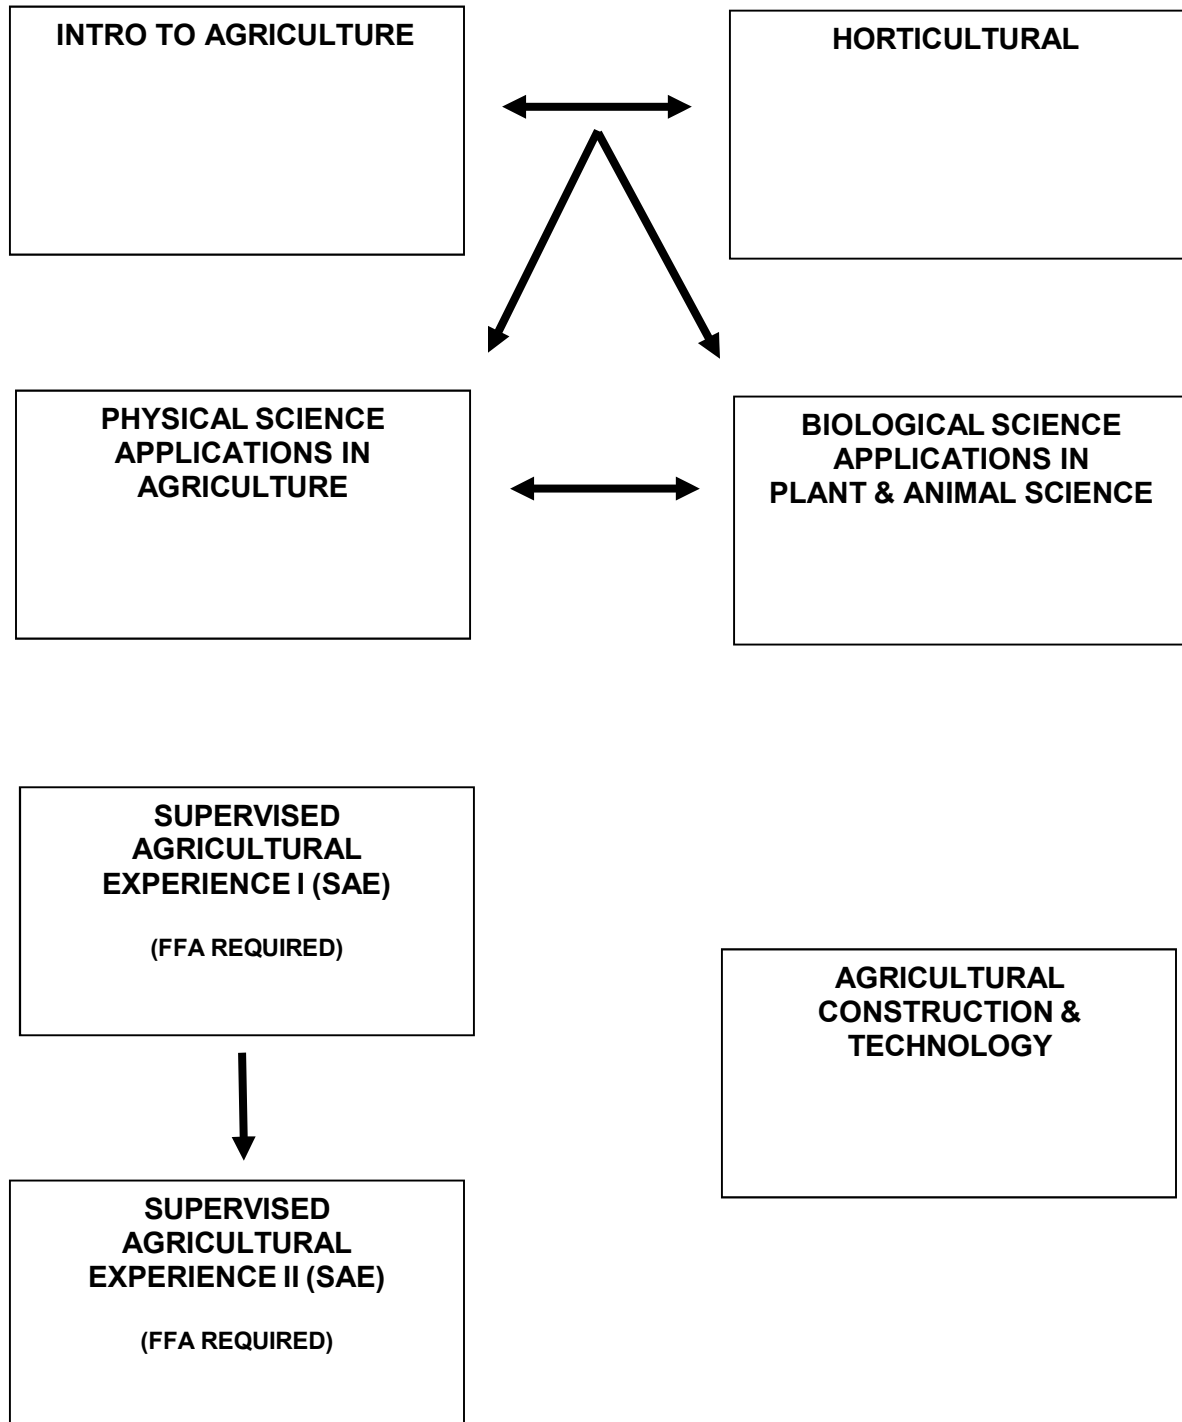 INTRO TO AGRICULTURE
HORTICULTURAL
PHYSICAL SCIENCE
APPLICATIONS IN
AGRICULTURE
BIOLOGICAL SCIENCE
APPLICATIONS IN
PLANT & ANIMAL SCIENCE
SUPERVISED
AGRICULTURAL
EXPERIENCE I (SAE)
(FFA REQUIRED)
AGRICULTURAL
CONSTRUCTION &
TECHNOLOGY
SUPERVISED
AGRICULTURAL
EXPERIENCE II (SAE)
(FFA REQUIRED)